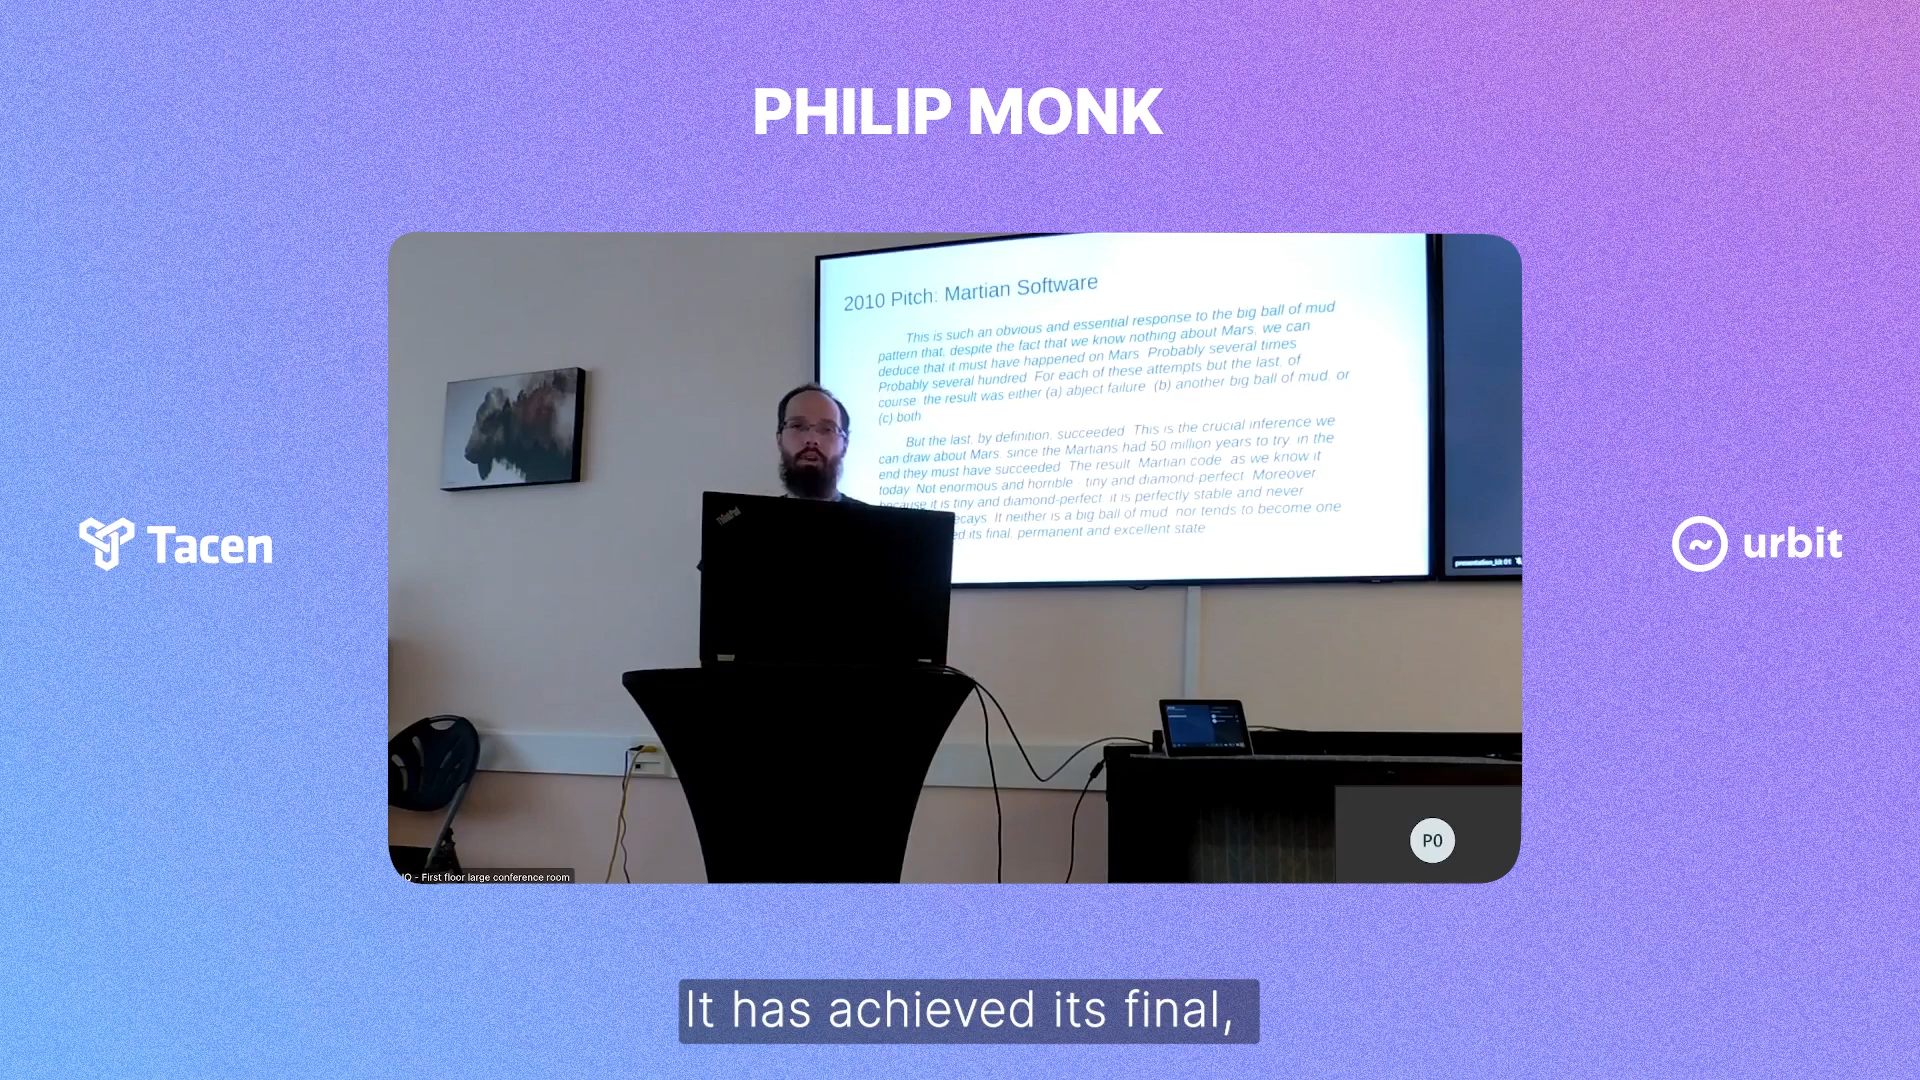 PHILIP MONK
2010 Pitch: Martian Software
This is such an obvious and essential response to the big ball of mud
pattern that, despite the fact that we know nothing about Mars, we can
deduce that it must have happened on Mars. Probably several times.
Probably several hundred. For each of these attempts but the last, of
course, the result was either (a) abject failure, (b) another big ball of mud, or
(c) both.
But the last, by definition, succeeded. This is the crucial inference we
can draw about Mars: since the Martians had 50 million years to try, in the
end they must have succeeded. The result: Martian code, as we know it
today. Not enormous and horrible - tiny and diamond-perfect. Moreover,
because it is tiny and diamond-perfect, it is perfectly stable and never
ecays. It neither is a big ball of mud, nor tends to become one.
ed its final, permanent and excellent state
ThinkPad
Tacen
urbit
presentation_kit 01
P0
IQ - First floor large conference room
It has achieved its final,